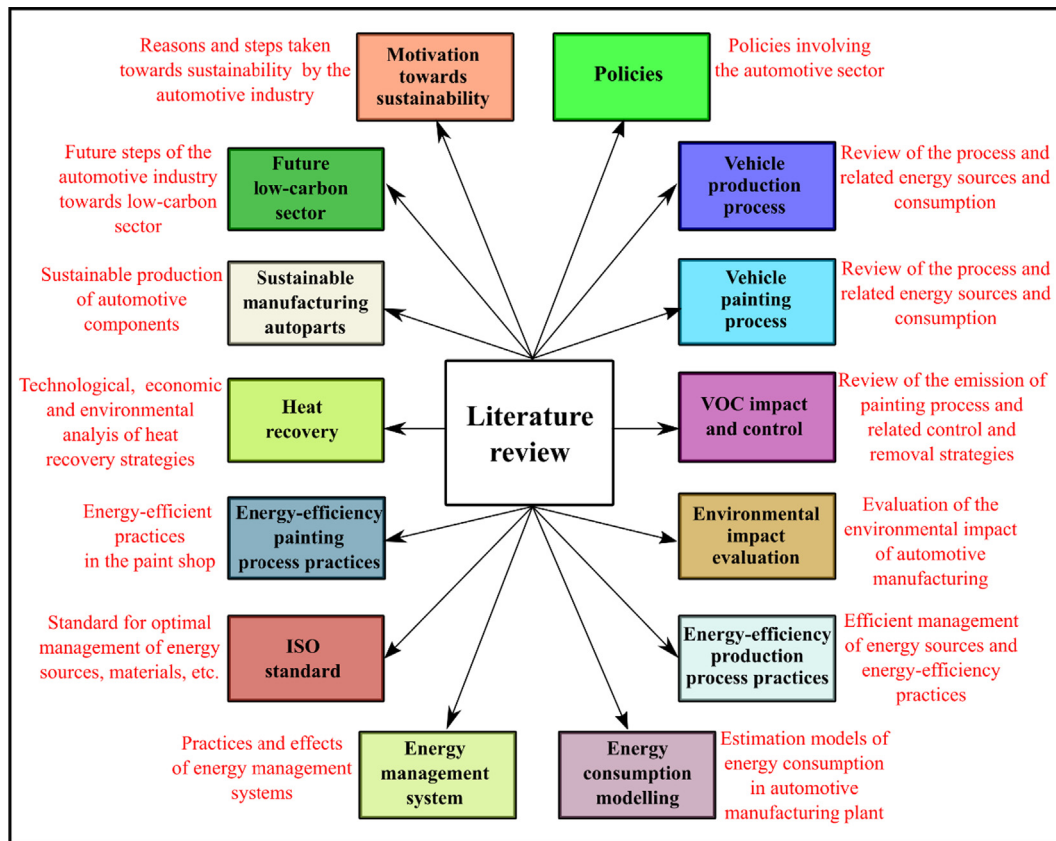 Reasons and steps taken
towards sustainability by the
automotive industry
Motivation
towards
sustainability
Policies
Policies involving
the automotive sector
Future steps of the
automotive industry
towards low-carbon
sector
Future
low-carbon
sector
Vehicle
production
process
Review of the process and
related energy sources and
consumption
Sustainable production
of automotive
components
Sustainable
manufacturing
autoparts
Vehicle
painting
process
Review of the process and
related energy sources and
consumption
Technological, economic
and environmental
analyis of heat
recovery strategies
Heat
recovery
Literature
review
VOC impact
and control
Review of the emission of
painting process and
related control and
removal strategies
Energy-efficient
practices
in the paint shop
Energy-efficiency
painting
process practices
Environmental
impact
evaluation
Evaluation of the
environmental impact
of automotive
manufacturing
Standard for optimal
management of energy
sources, materials, etc.
ISO
standard
Energy-efficiency
production
process practices
Efficient management
of energy sources and
energy-efficiency
practices
Practices and effects
of energy management
systems
Energy
management
system
Energy
consumption
modelling
Estimation models of
energy consumption
in automotive
manufacturing plant